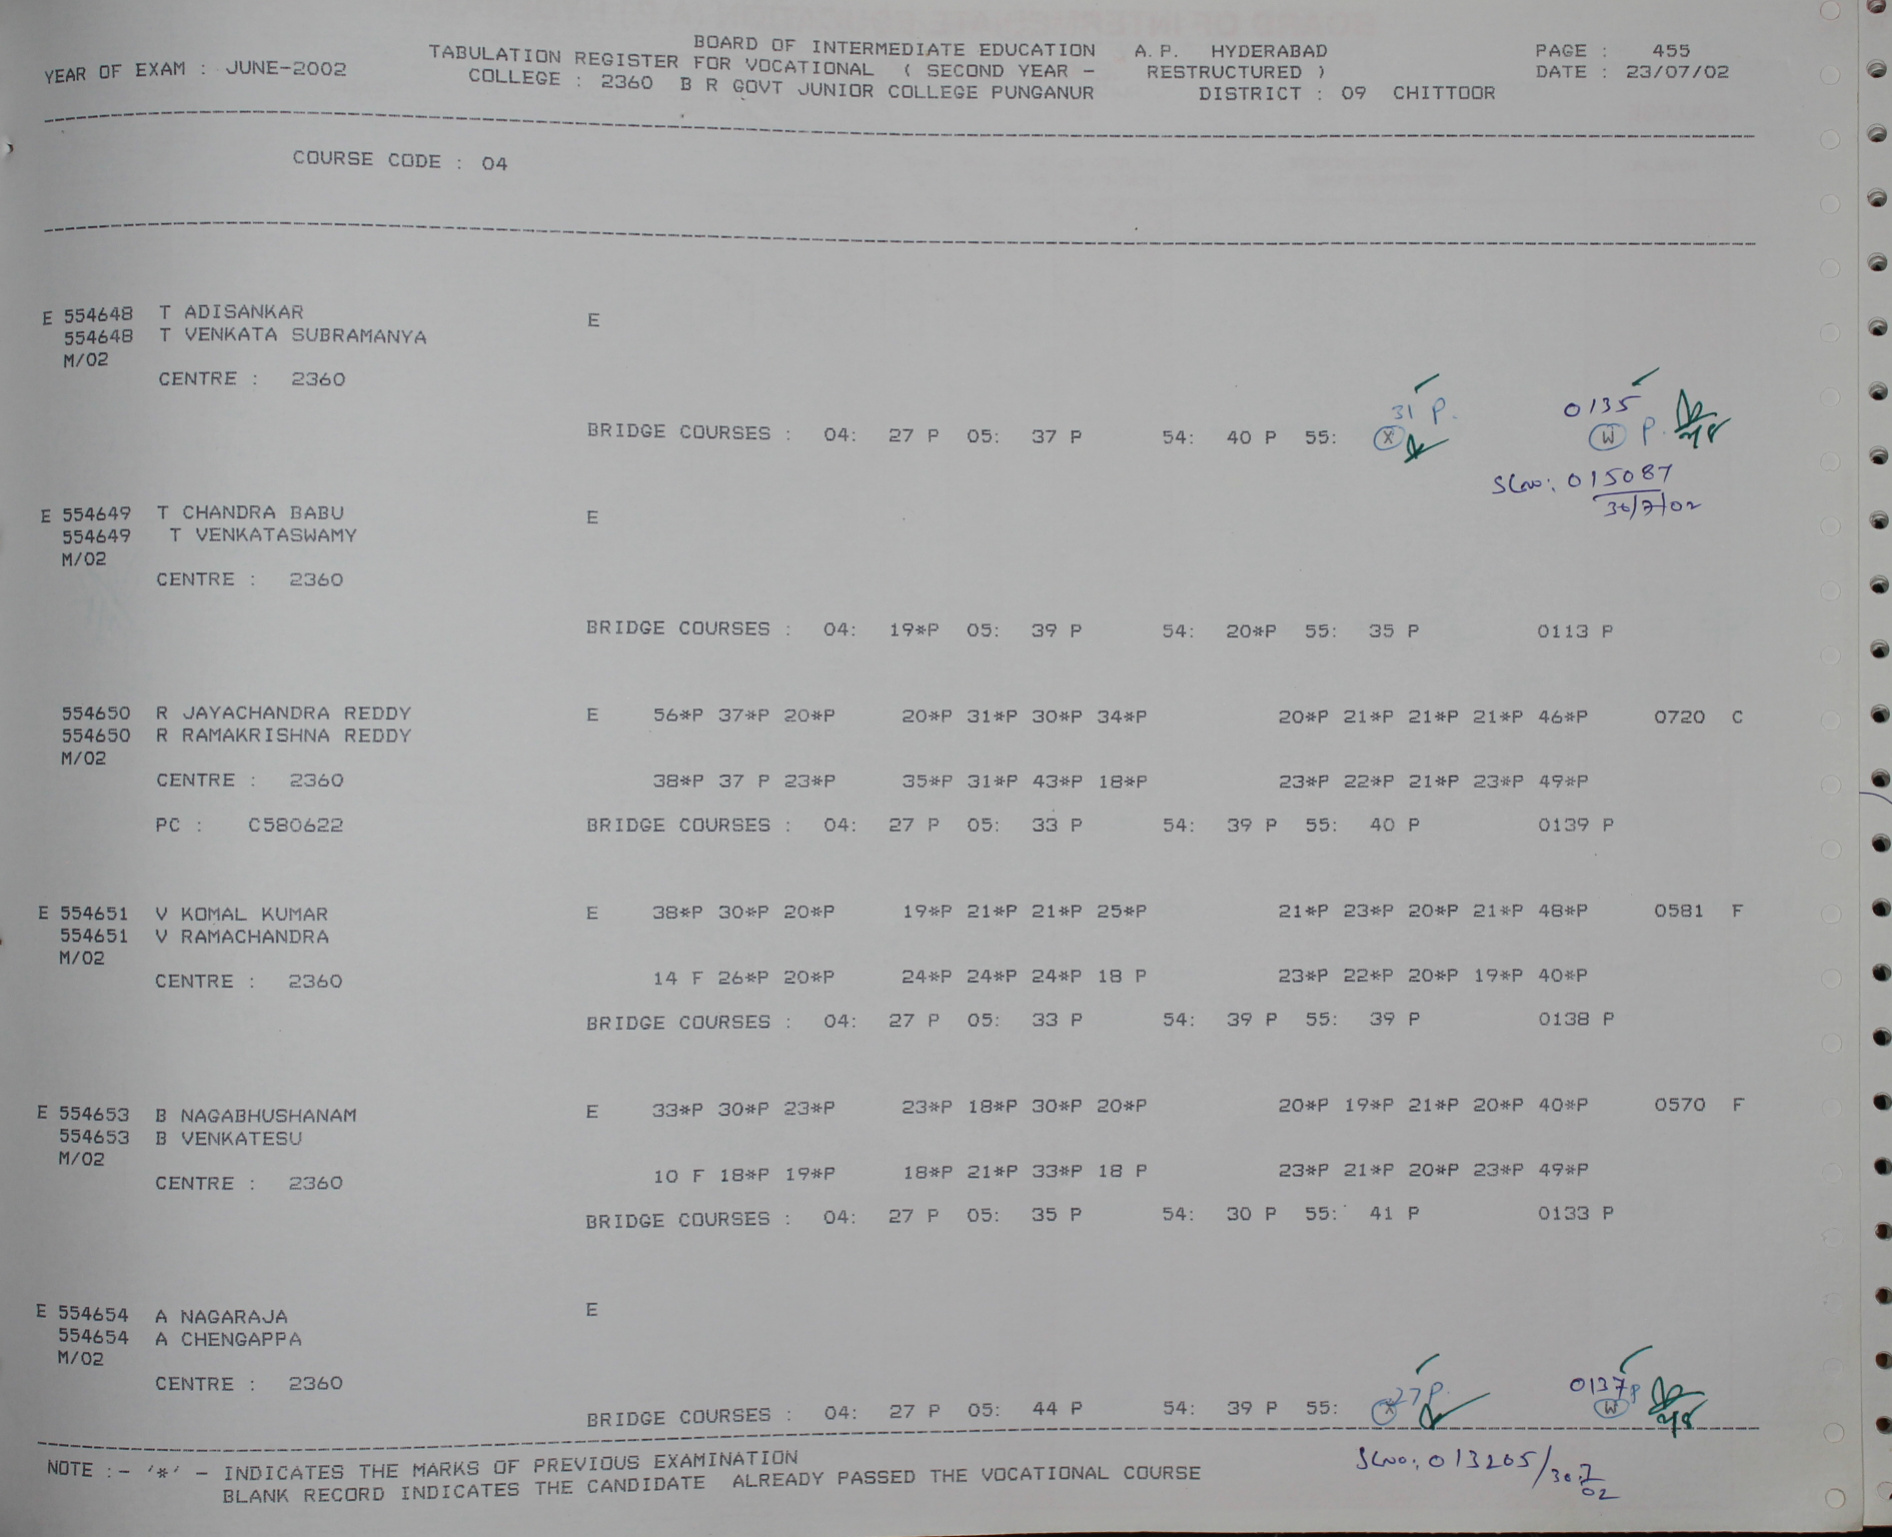 BOARD OF INTERMEDIATE EDUCATION A.P. HYDERABAD PAGE : 455
YEAR OF EXAM : JUNE-2002 TABULATION REGISTER FOR VOCATIONAL ( SECOND YEAR - RESTRUCTURED ) DATE : 23/07/02
COLLEGE : 2360 B R GOVT JUNIOR COLLEGE PUNGANUR DISTRICT : 09 CHITTOOR
COURSE CODE : 04
E 554648 T ADISANKAR E
554648 T VENKATA SUBRAMANYA
M/02
CENTRE : 2360
31 P. 0135
BRIDGE COURSES : 04: 27 P 05: 37 P 54: 40 P 55: X W P.
Slno: 015087
30/7/02
E 554649 T CHANDRA BABU E
554649 T VENKATASWAMY
M/02
CENTRE : 2360
BRIDGE COURSES : 04: 19*P 05: 39 P 54: 20*P 55: 35 P 0113 P
554650 R JAYACHANDRA REDDY E 56*P 37*P 20*P 20*P 31*P 30*P 34*P 20*P 21*P 21*P 21*P 46*P 0720 C
554650 R RAMAKRISHNA REDDY
M/02
CENTRE : 2360 38*P 37 P 23*P 35*P 31*P 43*P 18*P 23*P 22*P 21*P 23*P 49*P
PC : C580622 BRIDGE COURSES : 04: 27 P 05: 33 P 54: 39 P 55: 40 P 0139 P
E 554651 V KOMAL KUMAR E 38*P 30*P 20*P 19*P 21*P 21*P 25*P 21*P 23*P 20*P 21*P 48*P 0581 F
554651 V RAMACHANDRA
M/02
CENTRE : 2360 14 F 26*P 20*P 24*P 24*P 24*P 18 P 23*P 22*P 20*P 19*P 40*P
BRIDGE COURSES : 04: 27 P 05: 33 P 54: 39 P 55: 39 P 0138 P
E 554653 B NAGABHUSHANAM E 33*P 30*P 23*P 23*P 18*P 30*P 20*P 20*P 19*P 21*P 20*P 40*P 0570 F
554653 B VENKATESU
M/02
CENTRE : 2360 10 F 18*P 19*P 18*P 21*P 33*P 18 P 23*P 21*P 20*P 23*P 49*P
BRIDGE COURSES : 04: 27 P 05: 35 P 54: 30 P 55: 41 P 0133 P
E 554654 A NAGARAJA E
554654 A CHENGAPPA
M/02
CENTRE : 2360
27 P. 0137 P
BRIDGE COURSES : 04: 27 P 05: 44 P 54: 39 P 55: X W
NOTE :- '*' - INDICATES THE MARKS OF PREVIOUS EXAMINATION
BLANK RECORD INDICATES THE CANDIDATE ALREADY PASSED THE VOCATIONAL COURSE
Slno: 013205/30.7
02